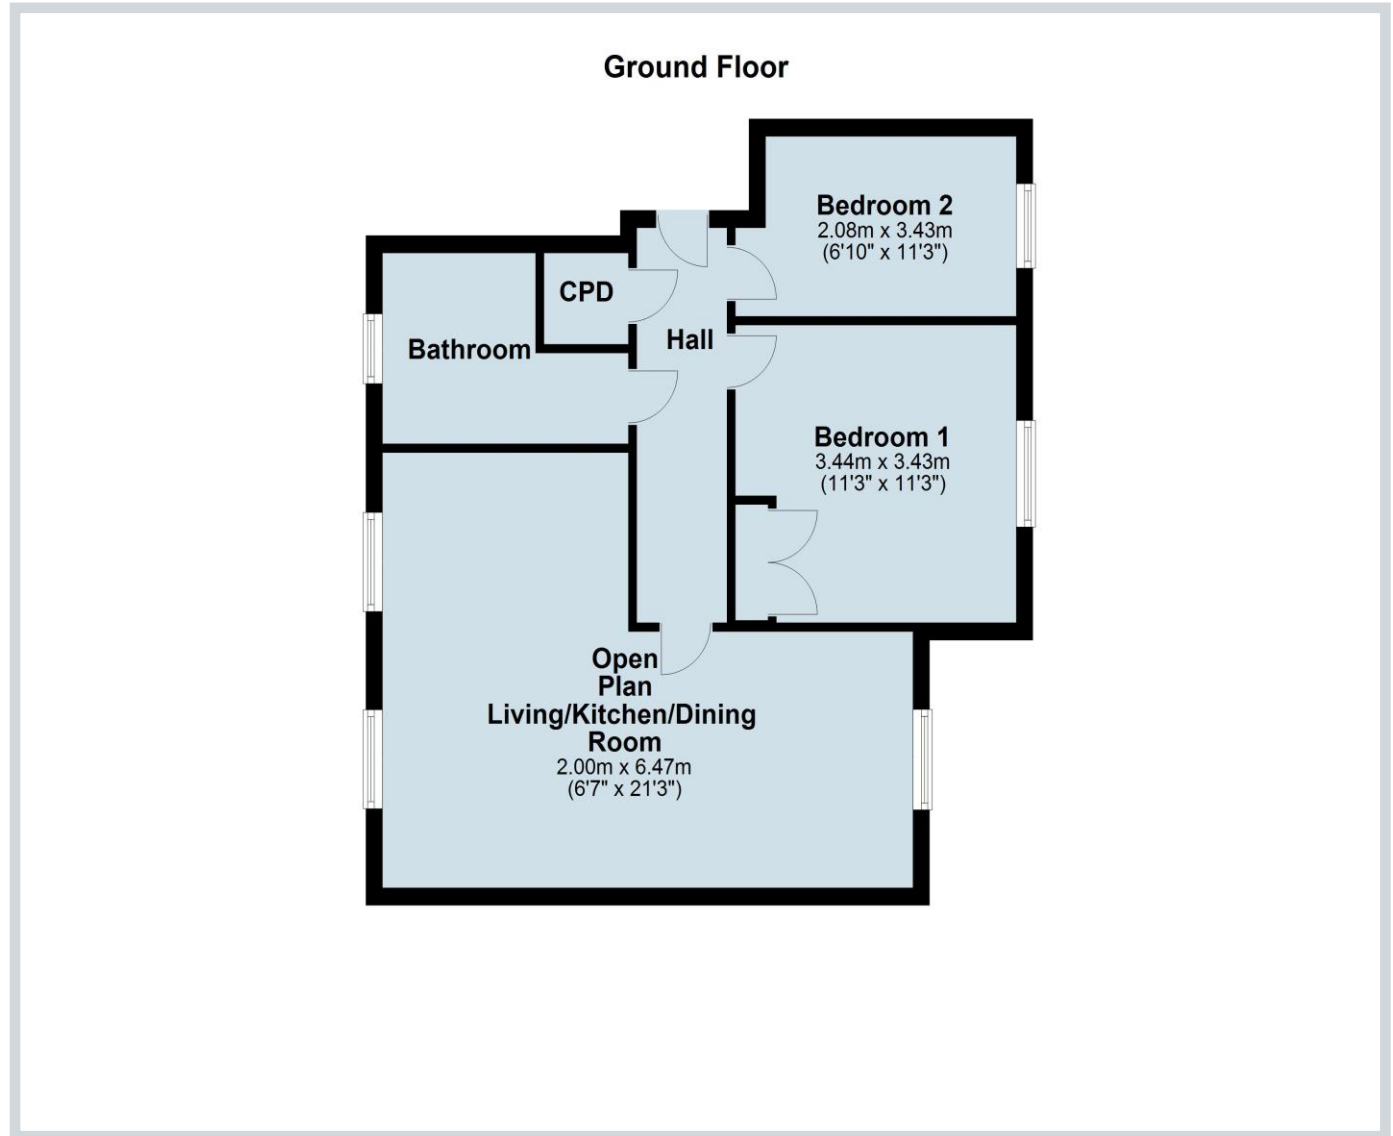 Ground Floor
Bedroom 2
2.08m x 3.43m
(6'10" x 11'3")
CPD
Hall
Bathroom
Bedroom 1
3.44m x 3.43m
(11'3" x 11'3")
Open
Plan
Living/Kitchen/Dining
Room
2.00m x 6.47m
(6'7" x 21'3")